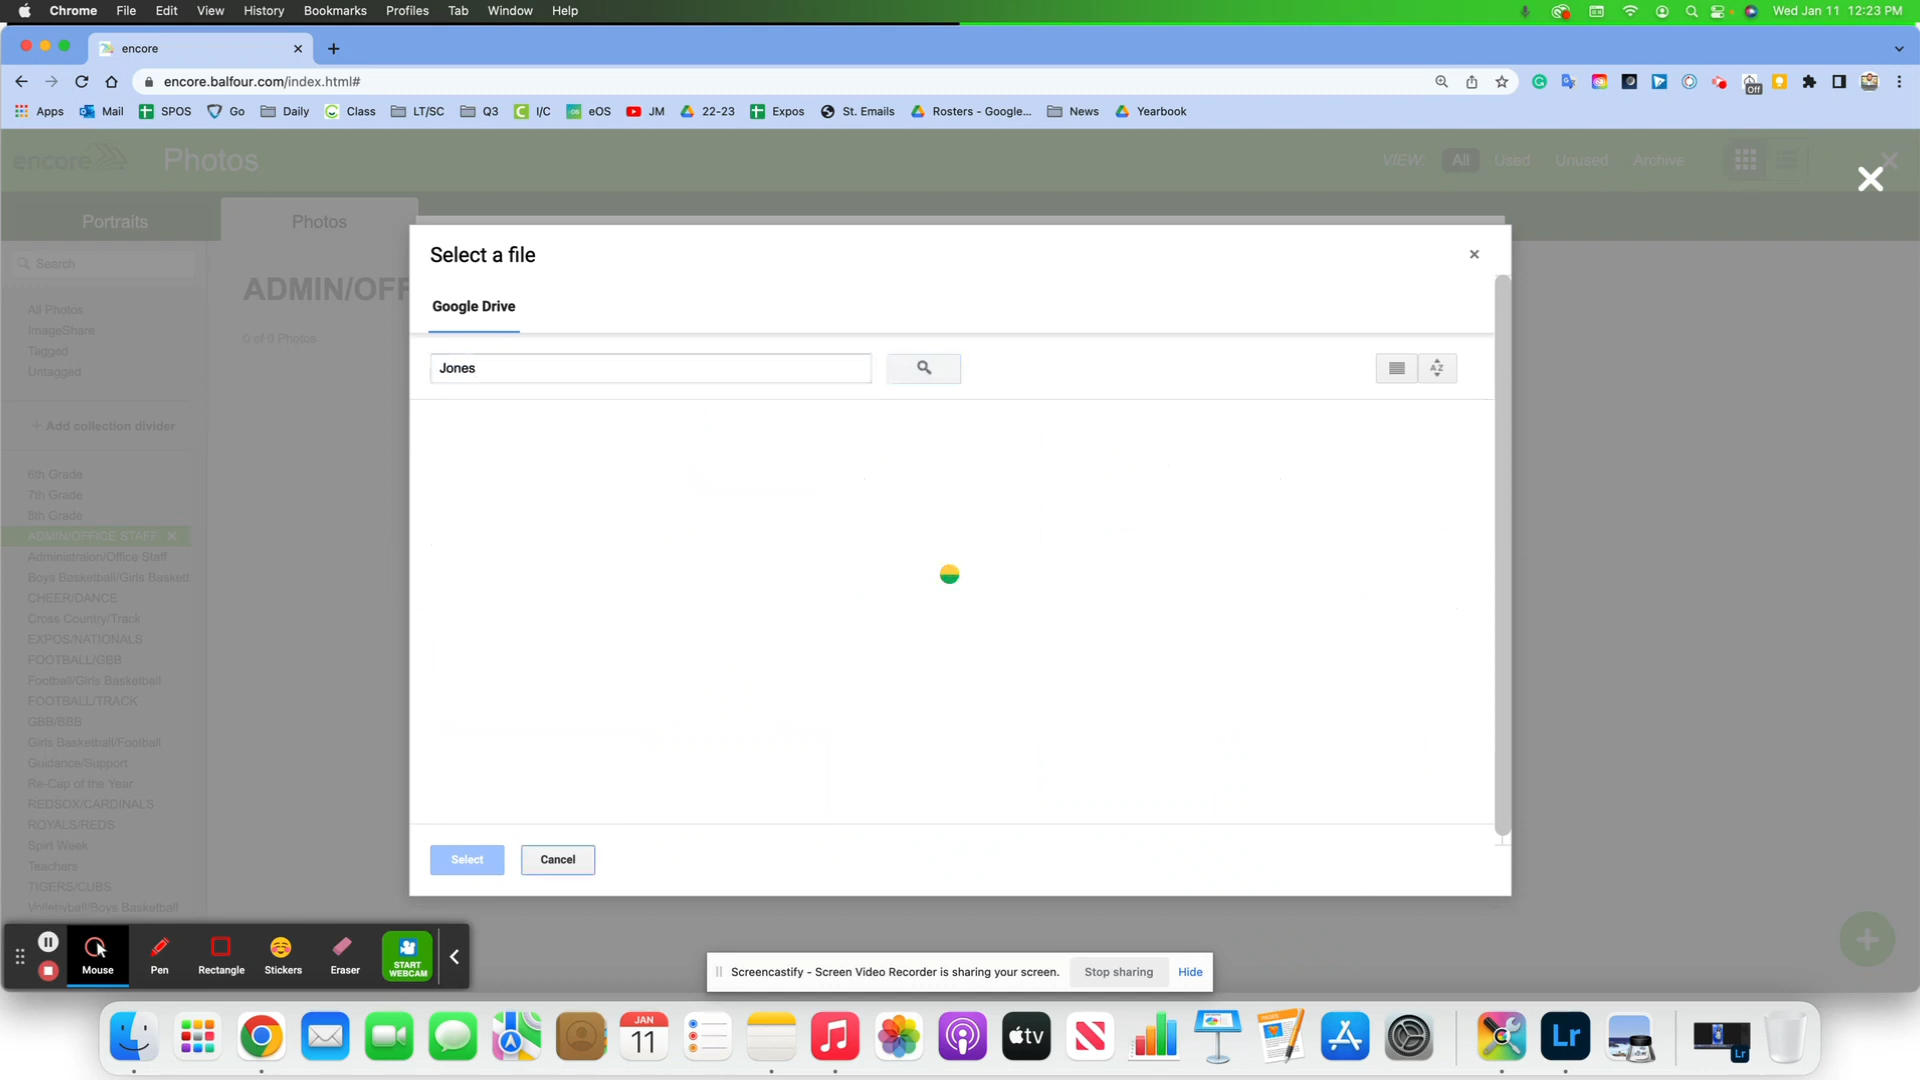 Chrome File Edit View History Bookmarks Profiles Tab Window Help Wed Jan 11 12:23 PM
encore
encore.balfour.com/index.html#
Off
Apps Mail SPOS Go Daily Class LT/SC Q3 I/C eOS JM 22-23 Expos St. Emails Rosters - Google... News Yearbook
encore Photos VIEW: All Used Unused Archive
Portraits Photos
Search
ADMIN/OFF
0 of 0 Photos
All Photos
ImageShare
Tagged
Untagged
+ Add collection divider
6th Grade
7th Grade
8th Grade
ADMIN/OFFICE STAFF
Administraion/Office Staff
Boys Basketball/Girls Baskett
CHEER/DANCE
Cross Country/Track
EXPOS/NATIONALS
FOOTBALL/GBB
Football/Girls Basketball
FOOTBALL/TRACK
GBB/BBB
Girls Basketball/Football
Guidance/Support
Re-Cap of the Year
REDSOX/CARDINALS
ROYALS/REDS
Spirt Week
Teachers
TIGERS/CUBS
Volleyball/Boys Basketball
Select a file
Google Drive
Jones
AZ
Select Cancel
Mouse Pen Rectangle Stickers Eraser START WEBCAM
Screencastify - Screen Video Recorder is sharing your screen. Stop sharing Hide
JAN
11
tv
Lr
Lr